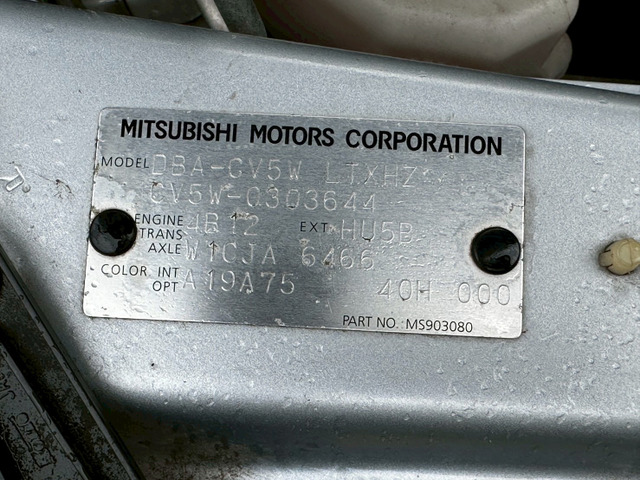 MITSUBISHI MOTORS CORPORATION
MODEL DBA-CV5W LTXHZ
CV5W-0303644
ENGINE 4B12 EXT HU5B
TRANS
AXLE W1CJA 6466
COLOR INT A19A75 40H 000
OPT
PART NO.: MS903080